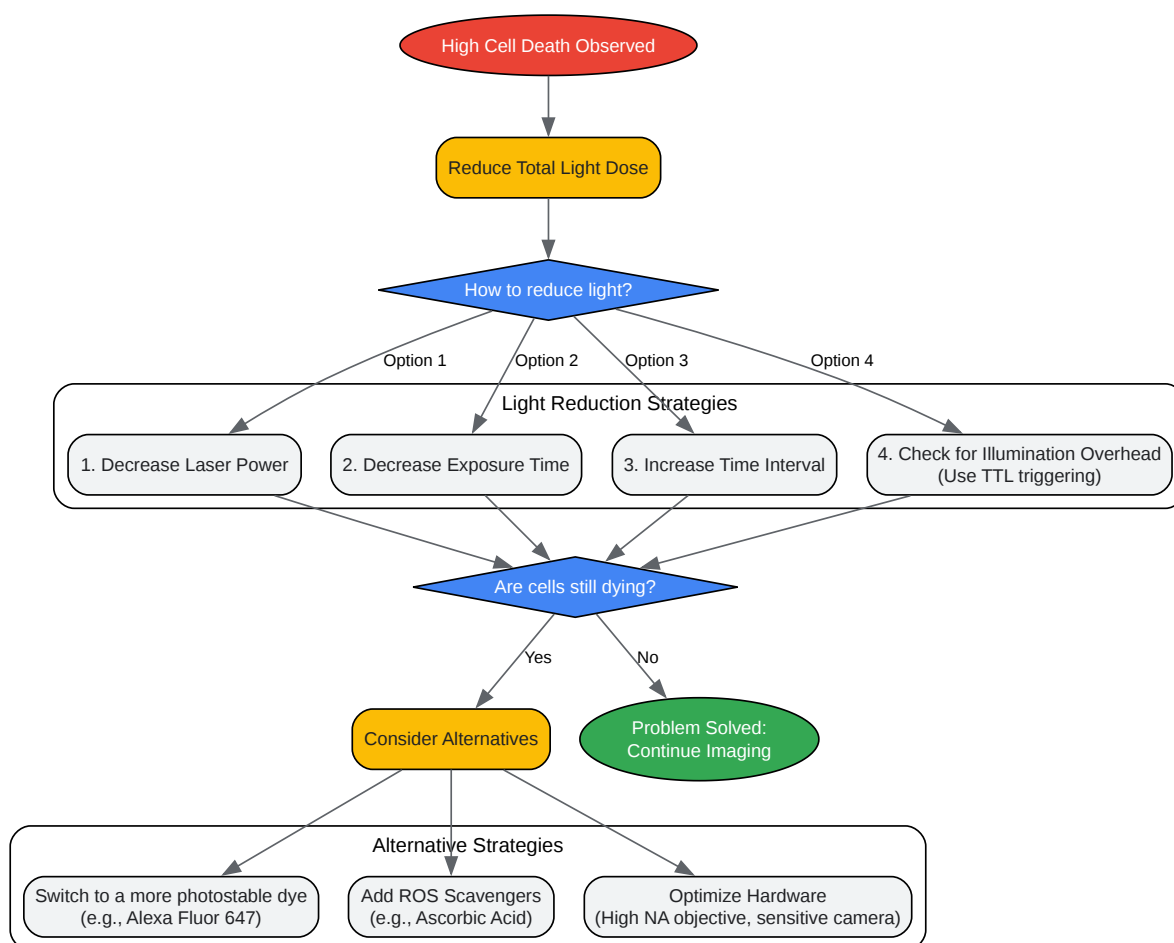 High Cell Death Observed
Reduce Total Light Dose
How to reduce light?
Option 1
Option 2
Option 3
Option 4
Light Reduction Strategies
1. Decrease Laser Power
2. Decrease Exposure Time
3. Increase Time Interval
4. Check for Illumination Overhead
(Use TTL triggering)
Are cells still dying?
Yes
No
Consider Alternatives
Problem Solved:
Continue Imaging
Alternative Strategies
Switch to a more photostable dye
(e.g., Alexa Fluor 647)
Add ROS Scavengers
(e.g., Ascorbic Acid)
Optimize Hardware
(High NA objective, sensitive camera)